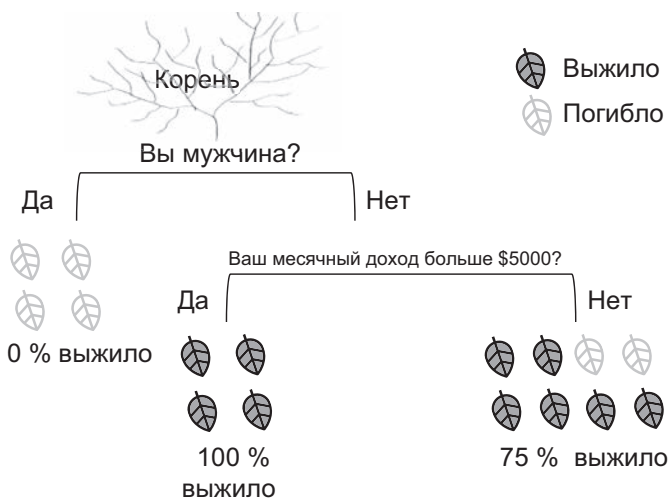 Корень
Выжило
Погибло
Вы мужчина?
Да
Нет
Ваш месячный доход больше $5000?
Да
Нет
0 % выжило
100 %
выжило
75 % выжило